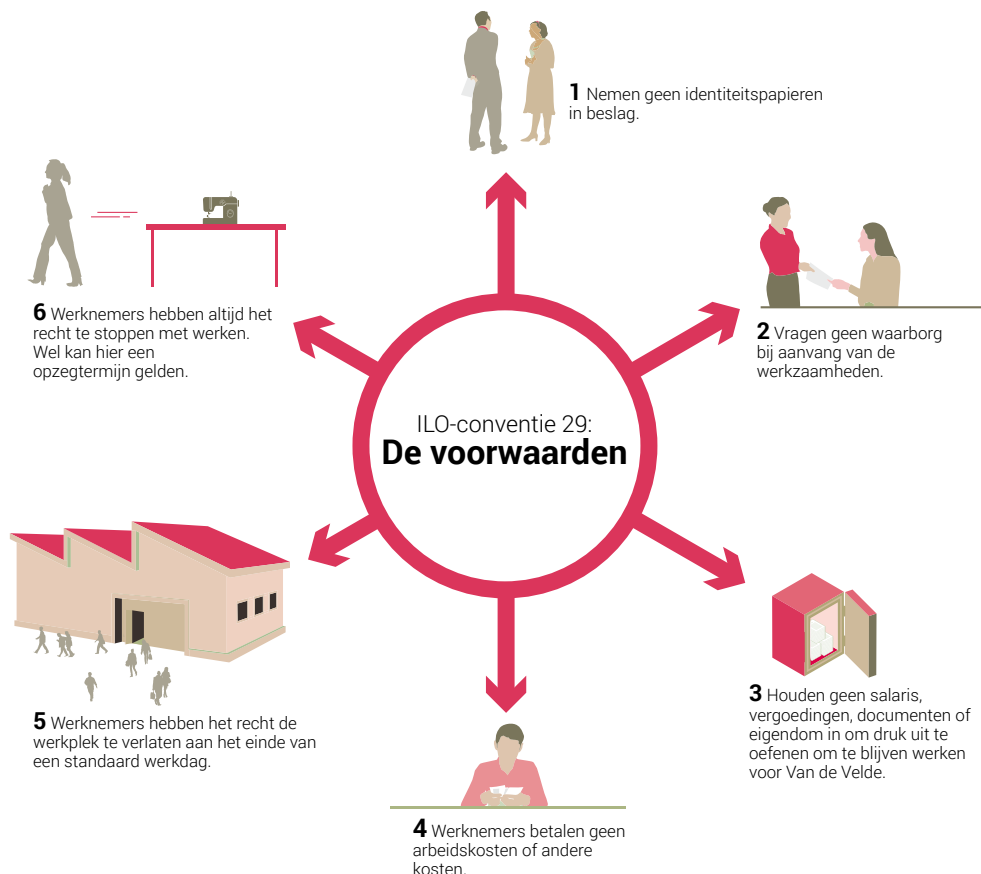 ILO-conventie 29:
De voorwaarden
1 Nemen geen identiteitspapieren
in beslag.
2 Vragen geen waarborg
bij aanvang van de
werkzaamheden.
3 Houden geen salaris,
vergoedingen, documenten of
eigendom in om druk uit te
oefenen om te blijven werken
voor Van de Velde.
4 Werknemers betalen geen
arbeidskosten of andere
kosten.
5 Werknemers hebben het recht de
werkplek te verlaten aan het einde van
een standaard werkdag.
6 Werknemers hebben altijd het
recht te stoppen met werken.
Wel kan hier een
opzegtermijn gelden.